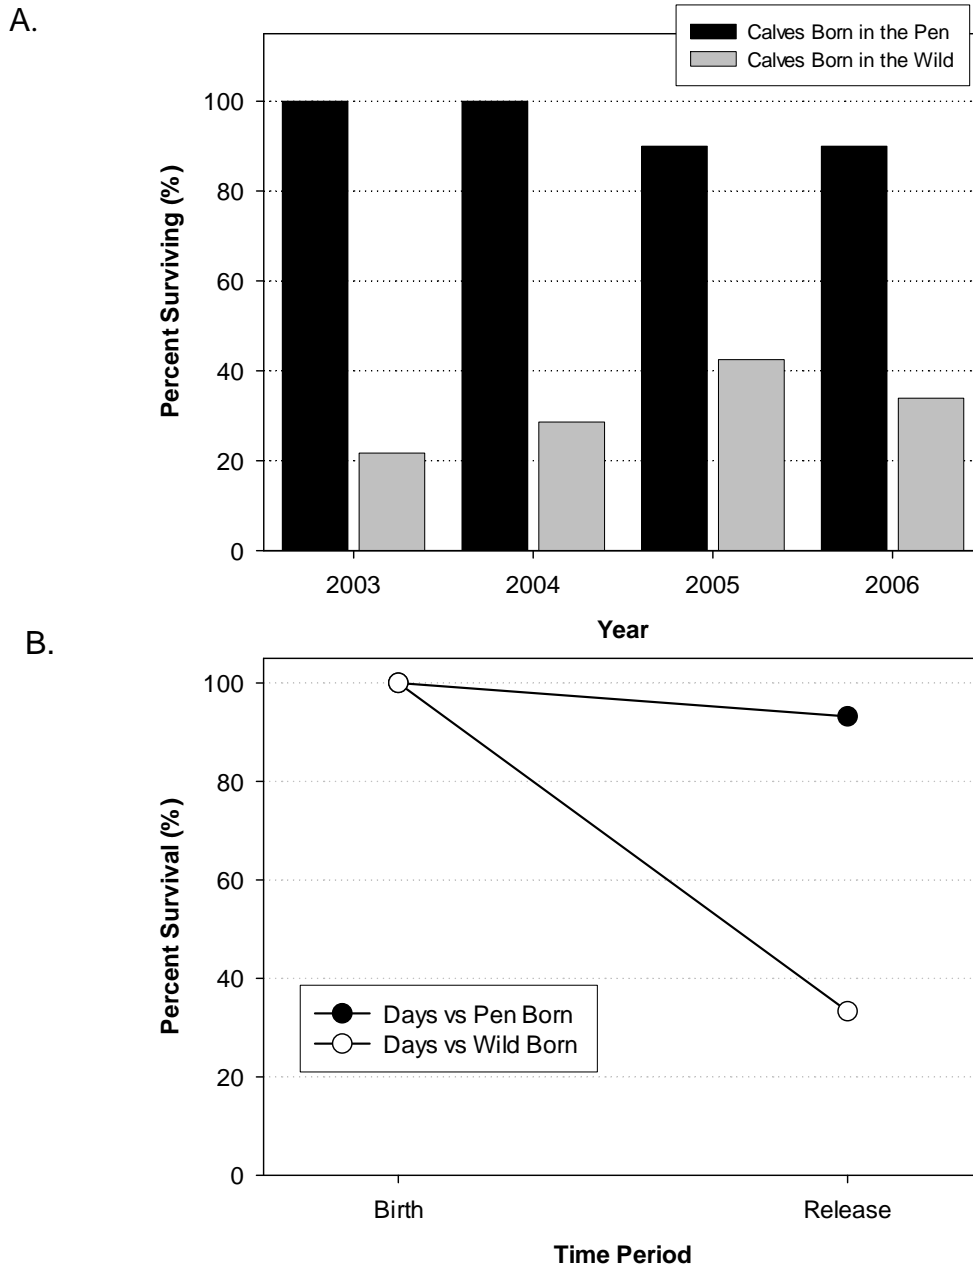 A.
Calves Born in the Pen
Calves Born in the Wild
100
80
60
40
20
0
Percent Surviving (%)
2003 2004 2005 2006
Year
B.
100
80
60
40
20
0
Percent Survival (%)
Days vs Pen Born
Days vs Wild Born
Birth Release
Time Period